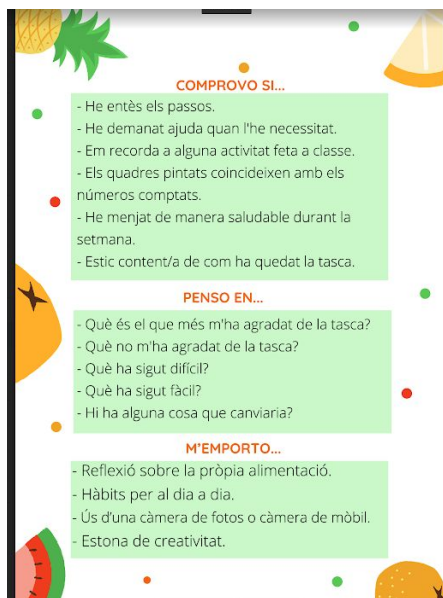 COMPROVO SI...
- He entès els passos.
- He demanat ajuda quan l'he necessitat.
- Em recorda a alguna activitat feta a classe.
- Els quadres pintats coincideixen amb els
números comptats.
- He menjat de manera saludable durant la
setmana.
- Estic content/a de com ha quedat la tasca.
PENSO EN...
- Què és el que més m'ha agradat de la tasca?
- Què no m'ha agradat de la tasca?
- Què ha sigut difícil?
- Què ha sigut fàcil?
- Hi ha alguna cosa que canviaria?
M'EMPORTO...
- Reflexió sobre la pròpia alimentació.
- Hàbits per al dia a dia.
- Ús d'una càmera de fotos o càmera de mòbil.
- Estona de creativitat.